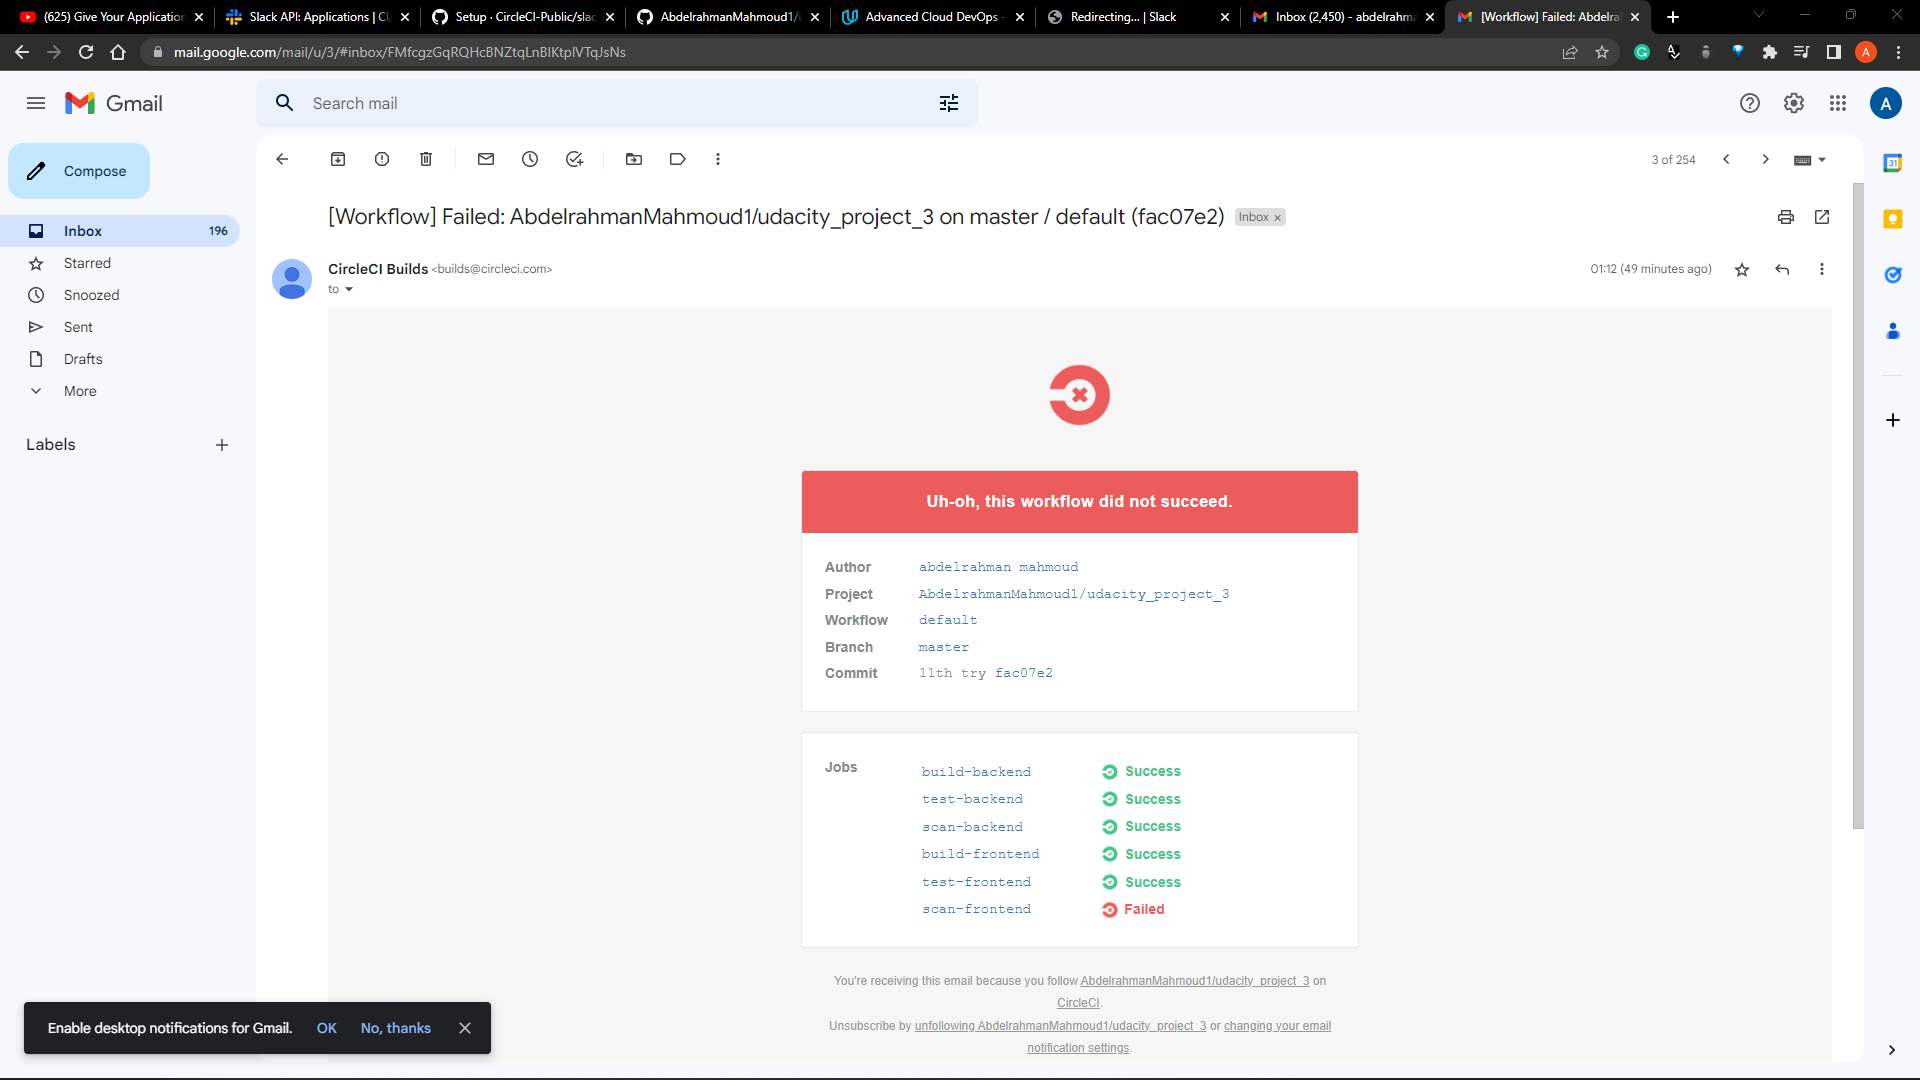 (625) Give Your Application
Slack API: Applications | Cl
Setup · CircleCI-Public/slac
AbdelrahmanMahmoud1/u
Advanced Cloud DevOps -
Redirecting... | Slack
Inbox (2,450) - abdelrahma
[Workflow] Failed: Abdelra
mail.google.com/mail/u/3/#inbox/FMfcgzGqRQHcBNZtqLnBlKtplVTqJsNs
A
Gmail
Search mail
A
3 of 254
31
Compose
Inbox 196
Starred
Snoozed
Sent
Drafts
More
Labels
[Workflow] Failed: AbdelrahmanMahmoud1/udacity_project_3 on master / default (fac07e2)
Inbox ×
CircleCI Builds <builds@circleci.com>
01:12 (49 minutes ago)
to
Uh-oh, this workflow did not succeed.
Author abdelrahman mahmoud
Project AbdelrahmanMahmoud1/udacity_project_3
Workflow default
Branch master
Commit 11th try fac07e2
Jobs
build-backend Success
test-backend Success
scan-backend Success
build-frontend Success
test-frontend Success
scan-frontend Failed
You're receiving this email because you follow AbdelrahmanMahmoud1/udacity_project_3 on
CircleCI.
Unsubscribe by unfollowing AbdelrahmanMahmoud1/udacity_project_3 or changing your email
notification settings.
Enable desktop notifications for Gmail. OK No, thanks